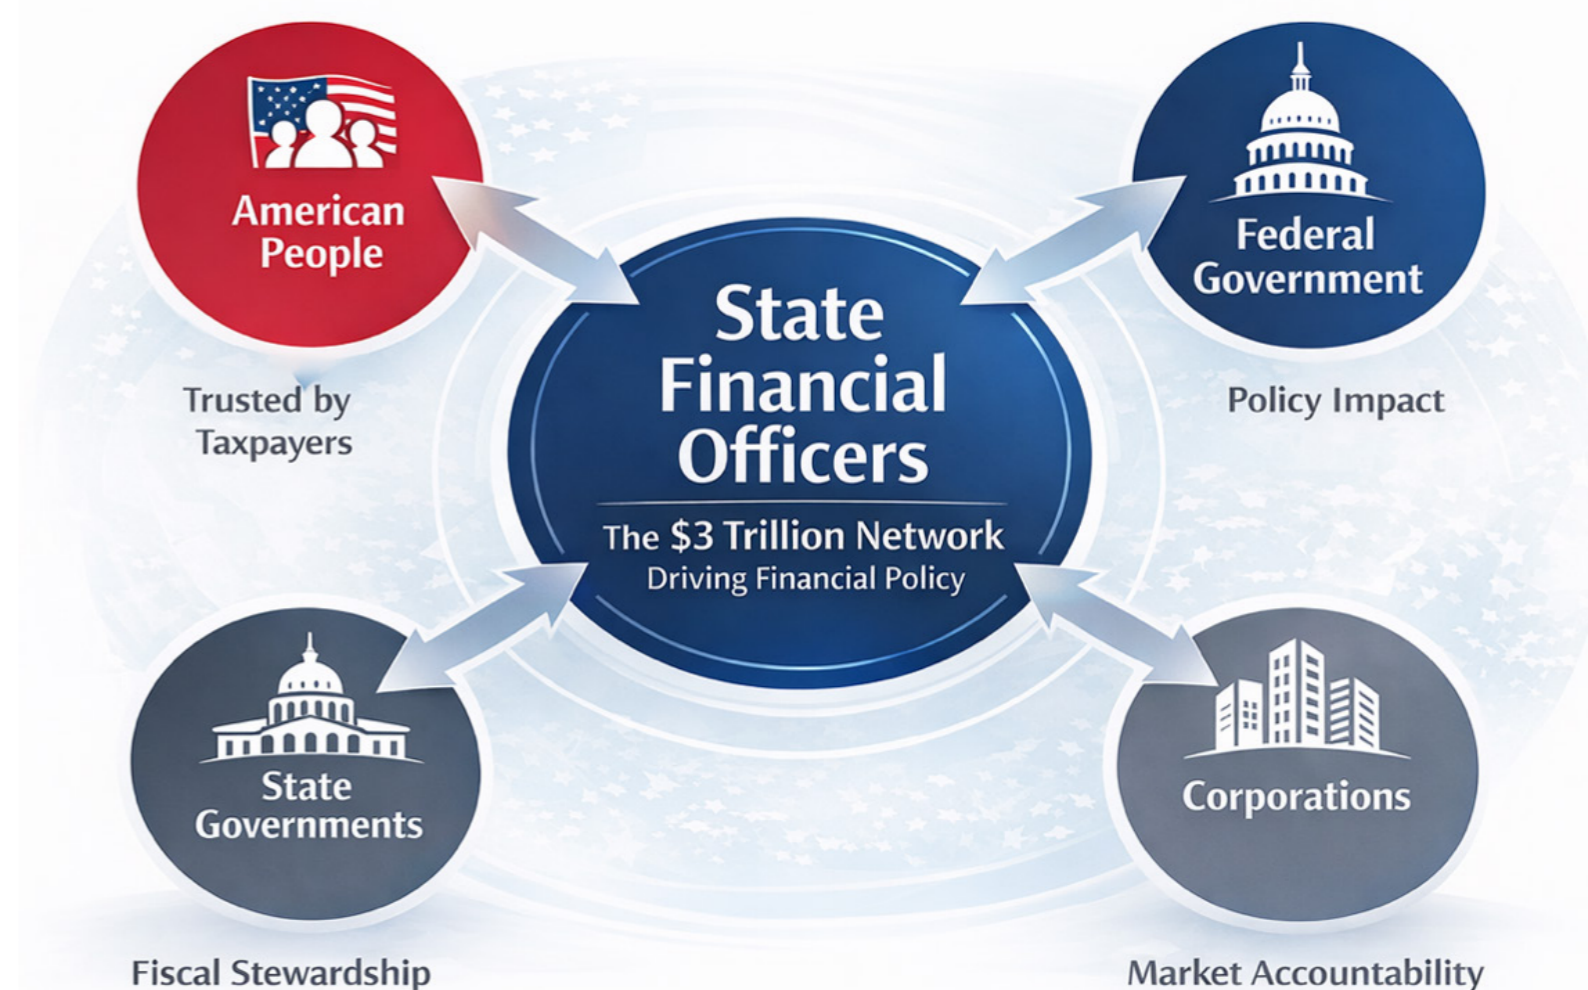 American
People
Trusted by
Taxpayers
Federal
Government
Policy Impact
State
Financial
Officers
The $3 Trillion Network
Driving Financial Policy
State
Governments
Fiscal Stewardship
Corporations
Market Accountability